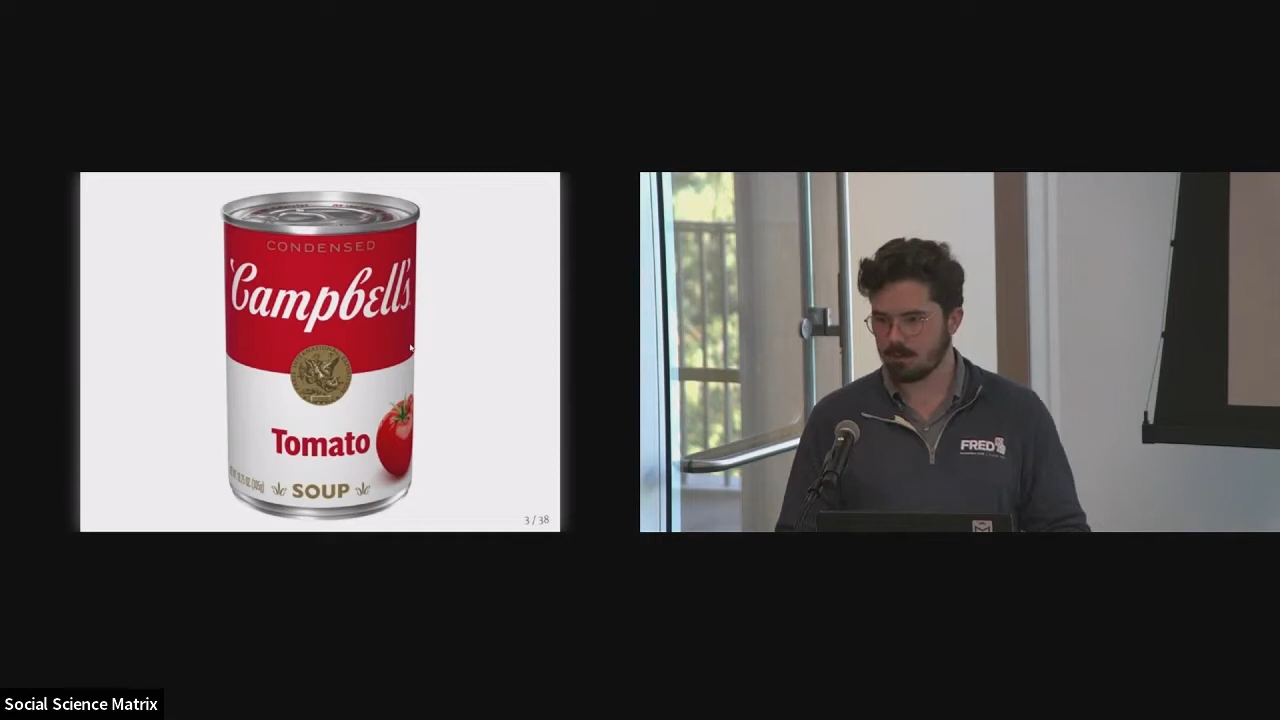 CONDENSED
Campbell's
Tomato
SOUP
3 / 38
FRED
Social Science Matrix